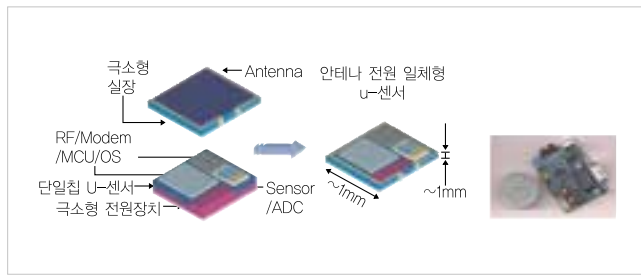 극소형
실장
Antenna
안테나 전원 일체형
u-센서
RF/Modem
/MCU/OS
단일칩 U-센서
극소형 전원장치
Sensor
/ADC
~1mm
~1mm